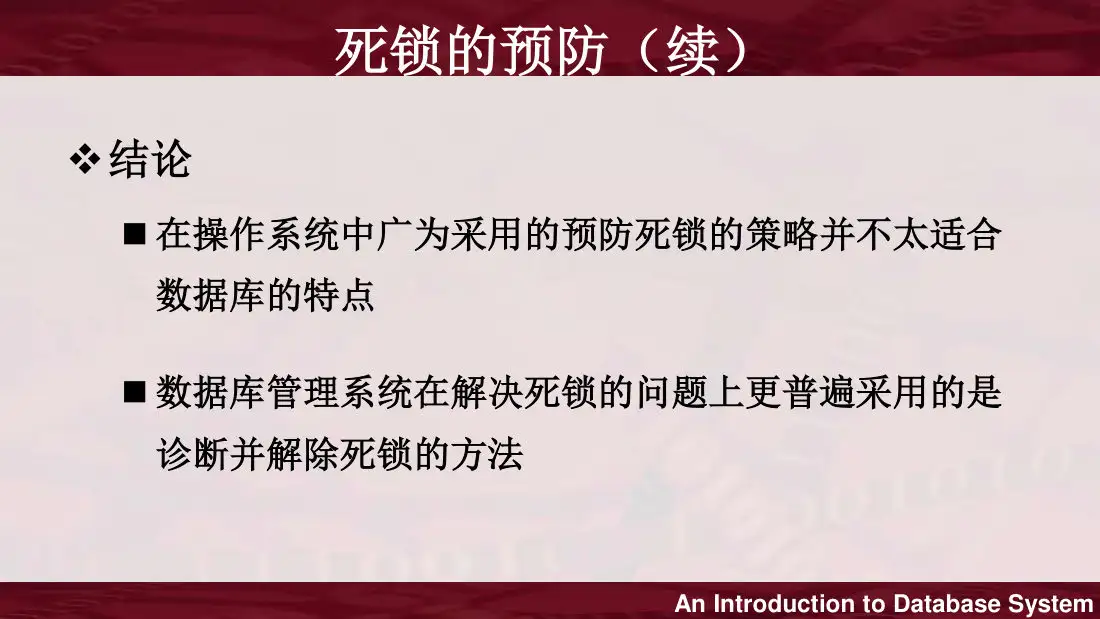 死锁的预防（续）
❖结论
■在操作系统中广为采用的预防死锁的策略并不太适合
数据库的特点
■数据库管理系统在解决死锁的问题上更普遍采用的是
诊断并解除死锁的方法
An Introduction to Database System